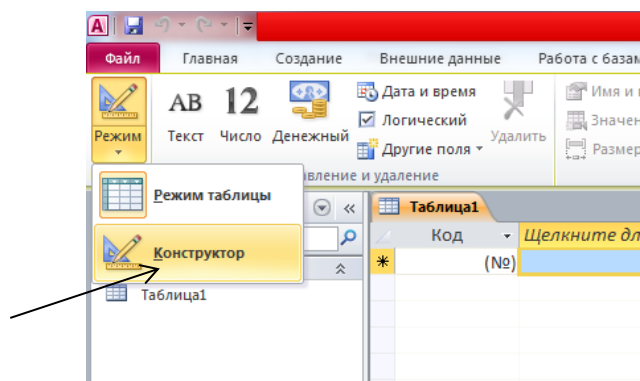 A
Файл Главная Создание Внешние данные Работа с базам
Режим
AB Текст
12 Число
Денежный
Дата и время
Логический
Другие поля
Удалить
Имя и
Значен
Размер
вление и удаление
Режим таблицы
Конструктор
Таблица1
Таблица1
Код Щелкните дл
(№)